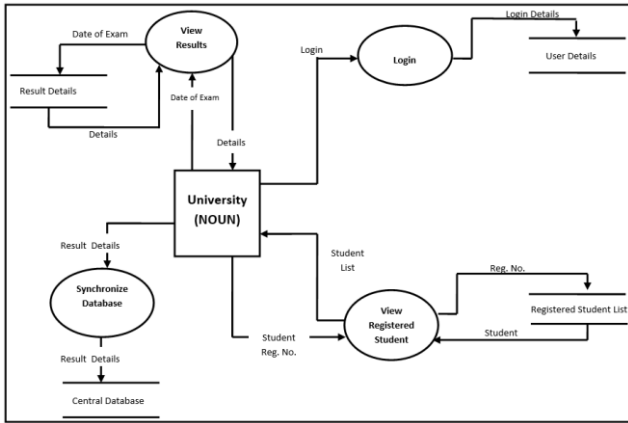 View
Results
Date of Exam
Login Details
Login
Login
User Details
Result Details
Date of Exam
Details
Details
University
(NOUN)
Result Details
Student
List
Synchronize
Database
Reg. No.
View
Registered
Student
Registered Student List
Student
Student
Reg. No.
Result Details
Central Database